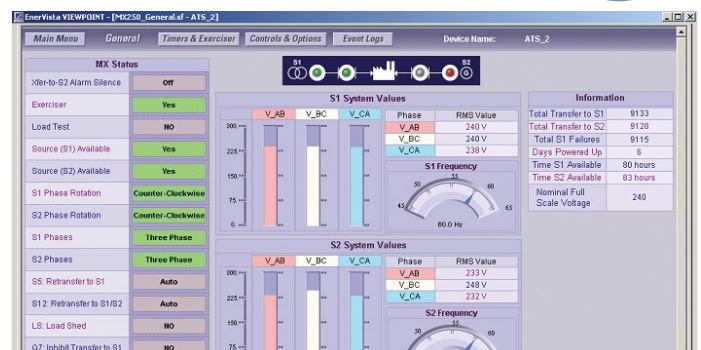 EnerVista VIEWPOINT - [MX250_General.sf - ATS_2]
Main Menu General Timers & Exerciser Controls & Options Event Logs Device Name: ATS_2
MX Status
Xfer-to-S2 Alarm Silence Off
Exerciser Yes
Load Test NO
Source (S1) Available Yes
Source (S2) Available Yes
S1 Phase Rotation Counter-Clockwise
S2 Phase Rotation Counter-Clockwise
S1 Phases Three Phase
S2 Phases Three Phase
S5: Retransfer to S1 Auto
S12: Retransfer to S1/S2 Auto
LS: Load Shed NO
Q7: Inhibit Transfer to S1 NO
S1 S2
G
S1 System Values
V_AB V_BC V_CA
300.
225.
150.
75.
0.
Phase RMS Value
V_AB 240 V
V_BC 240 V
V_CA 238 V
S1 Frequency
45 50 55 60 65
60.0 Hz
S2 System Values
V_AB V_BC V_CA
300.
225.
150.
75.
Phase RMS Value
V_AB 233 V
V_BC 248 V
V_CA 232 V
S2 Frequency
50 55 60
Information
Total Transfer to S1 9133
Total Transfer to S2 9128
Total S1 Failures 9115
Days Powered Up 6
Time S1 Available 80 hours
Time S2 Available 83 hours
Nominal Full
Scale Voltage 240